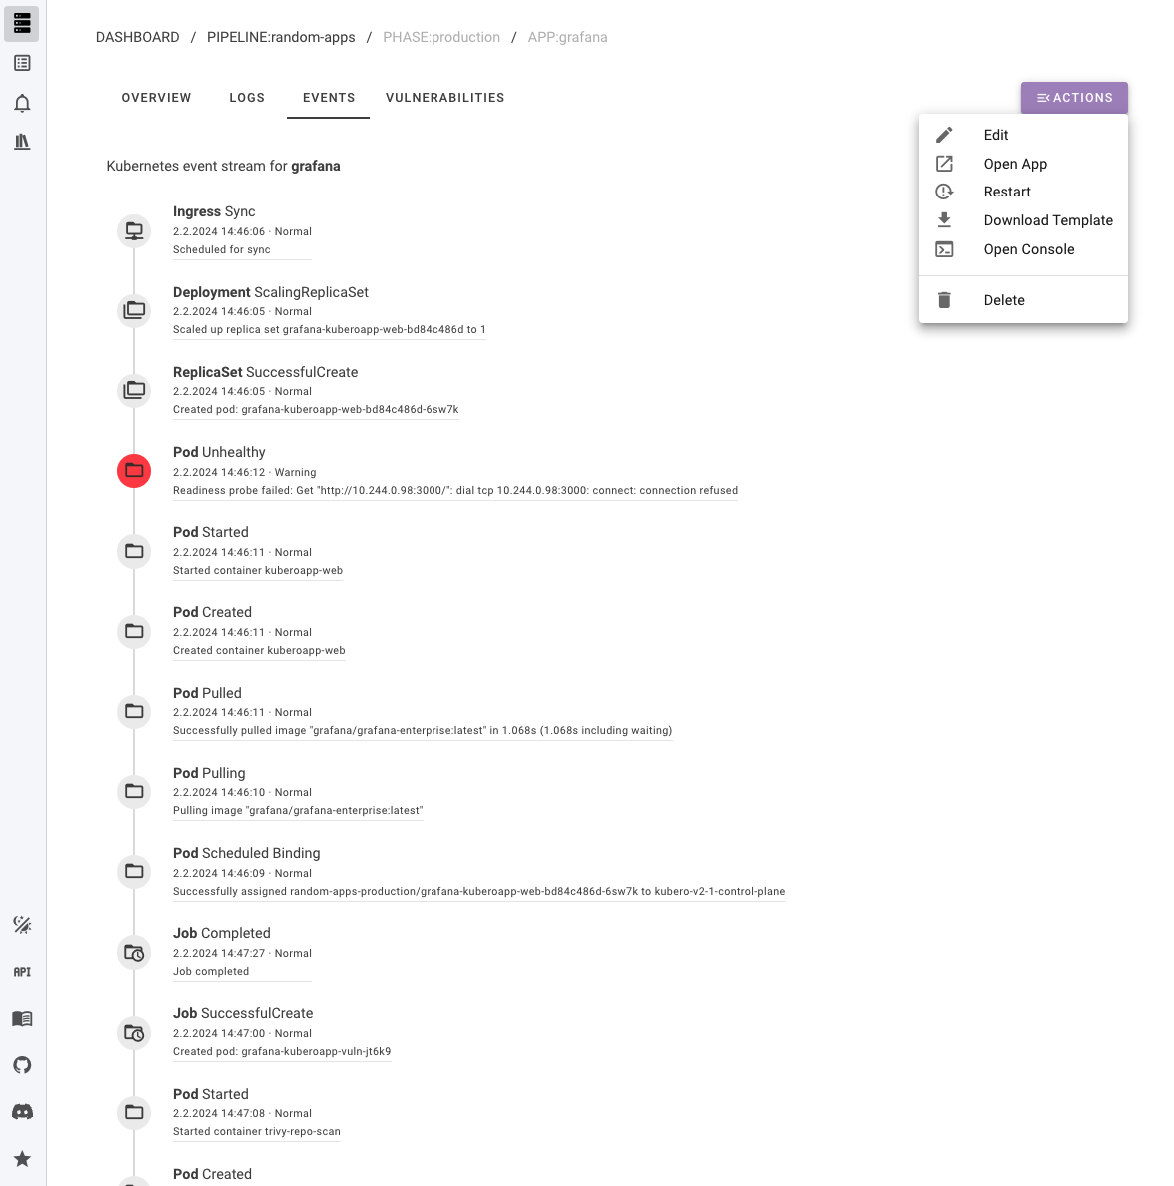 DASHBOARD / PIPELINE:random-apps / PHASE:production / APP:grafana
OVERVIEW LOGS EVENTS VULNERABILITIES
ACTIONS
Edit
Open App
Restart
Download Template
Open Console
Delete
Kubernetes event stream for grafana
Ingress Sync
2.2.2024 14:46:06 · Normal
Scheduled for sync
Deployment ScalingReplicaSet
2.2.2024 14:46:05 · Normal
Scaled up replica set grafana-kuberoapp-web-bd84c486d to 1
ReplicaSet SuccessfulCreate
2.2.2024 14:46:05 · Normal
Created pod: grafana-kuberoapp-web-bd84c486d-6sw7k
Pod Unhealthy
2.2.2024 14:46:12 · Warning
Readiness probe failed: Get "http://10.244.0.98:3000/": dial tcp 10.244.0.98:3000: connect: connection refused
Pod Started
2.2.2024 14:46:11 · Normal
Started container kuberoapp-web
Pod Created
2.2.2024 14:46:11 · Normal
Created container kuberoapp-web
Pod Pulled
2.2.2024 14:46:11 · Normal
Successfully pulled image "grafana/grafana-enterprise:latest" in 1.068s (1.068s including waiting)
Pod Pulling
2.2.2024 14:46:10 · Normal
Pulling image "grafana/grafana-enterprise:latest"
Pod Scheduled Binding
2.2.2024 14:46:09 · Normal
Successfully assigned random-apps-production/grafana-kuberoapp-web-bd84c486d-6sw7k to kubero-v2-1-control-plane
Job Completed
2.2.2024 14:47:27 · Normal
Job completed
Job SuccessfulCreate
2.2.2024 14:47:00 · Normal
Created pod: grafana-kuberoapp-vuln-jt6k9
Pod Started
2.2.2024 14:47:08 · Normal
Started container trivy-repo-scan
Pod Created
API